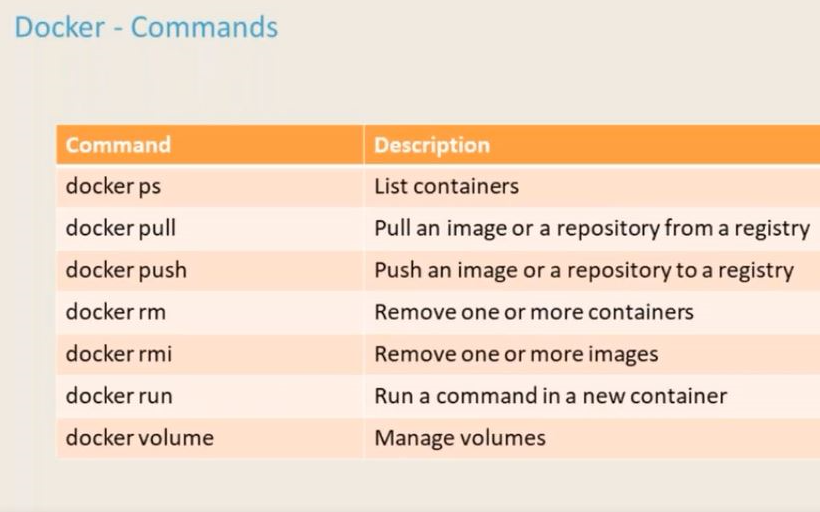 Docker - Commands
Command Description
docker ps List containers
docker pull Pull an image or a repository from a registry
docker push Push an image or a repository to a registry
docker rm Remove one or more containers
docker rmi Remove one or more images
docker run Run a command in a new container
docker volume Manage volumes